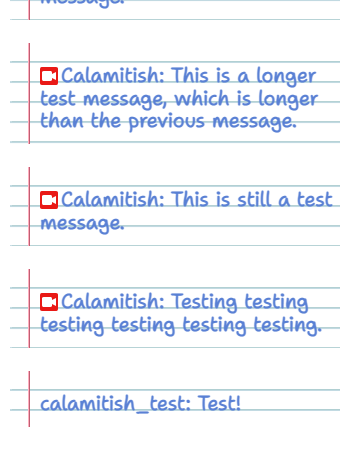 message.
Calamitish: This is a longer
test message, which is longer
than the previous message.
Calamitish: This is still a test
message.
Calamitish: Testing testing
testing testing testing testing.
calamitish_test: Test!